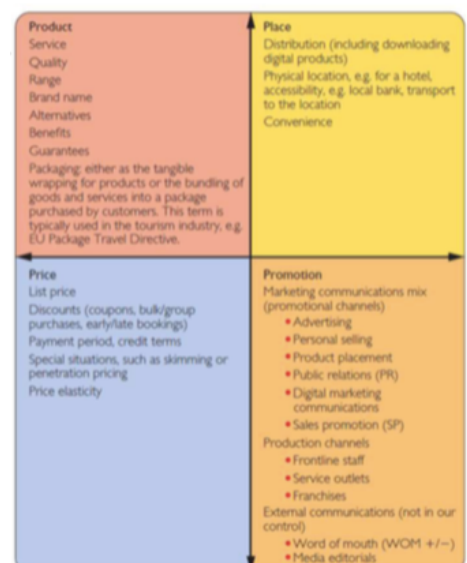 Product
Service
Quality
Range
Brand name
Alternatives
Benefits
Guarantees
Packaging: either as the tangible
wrapping for products or the bundling of
goods and services into a package
purchased by customers. This term is
typically used in the tourism industry, e.g.
EU Package Travel Directive.
Place
Distribution (including downloading
digital products)
Physical location, e.g. for a hotel,
accessibility, e.g. local bank, transport
to the location
Convenience
Price
List price
Discounts (coupons, bulk/group
purchases, early/late bookings)
Payment period, credit terms
Special situations, such as skimming or
penetration pricing
Price elasticity
Promotion
Marketing communications mix
(promotional channels)
• Advertising
• Personal selling
• Product placement
• Public relations (PR)
• Digital marketing
communications
• Sales promotion (SP)
Production channels
• Frontline staff
• Service outlets
• Franchises
External communications (not in our
control)
• Word of mouth (WOM +/−)
• Media editorials